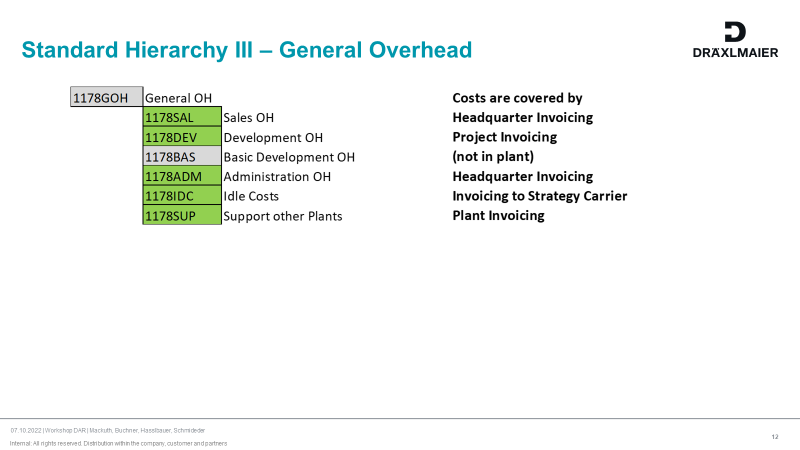 Standard Hierarchy III – General Overhead
DRÄXLMAIER
1178GOH General OH Costs are covered by
1178SAL Sales OH Headquarter Invoicing
1178DEV Development OH Project Invoicing
1178BAS Basic Development OH (not in plant)
1178ADM Administration OH Headquarter Invoicing
1178IDC Idle Costs Invoicing to Strategy Carrier
1178SUP Support other Plants Plant Invoicing
07.10.2022 | Workshop DAR | Mackuth, Buchner, Hasslbauer, Schmideder
Internal: All rights reserved. Distribution within the company, customer and partners
12